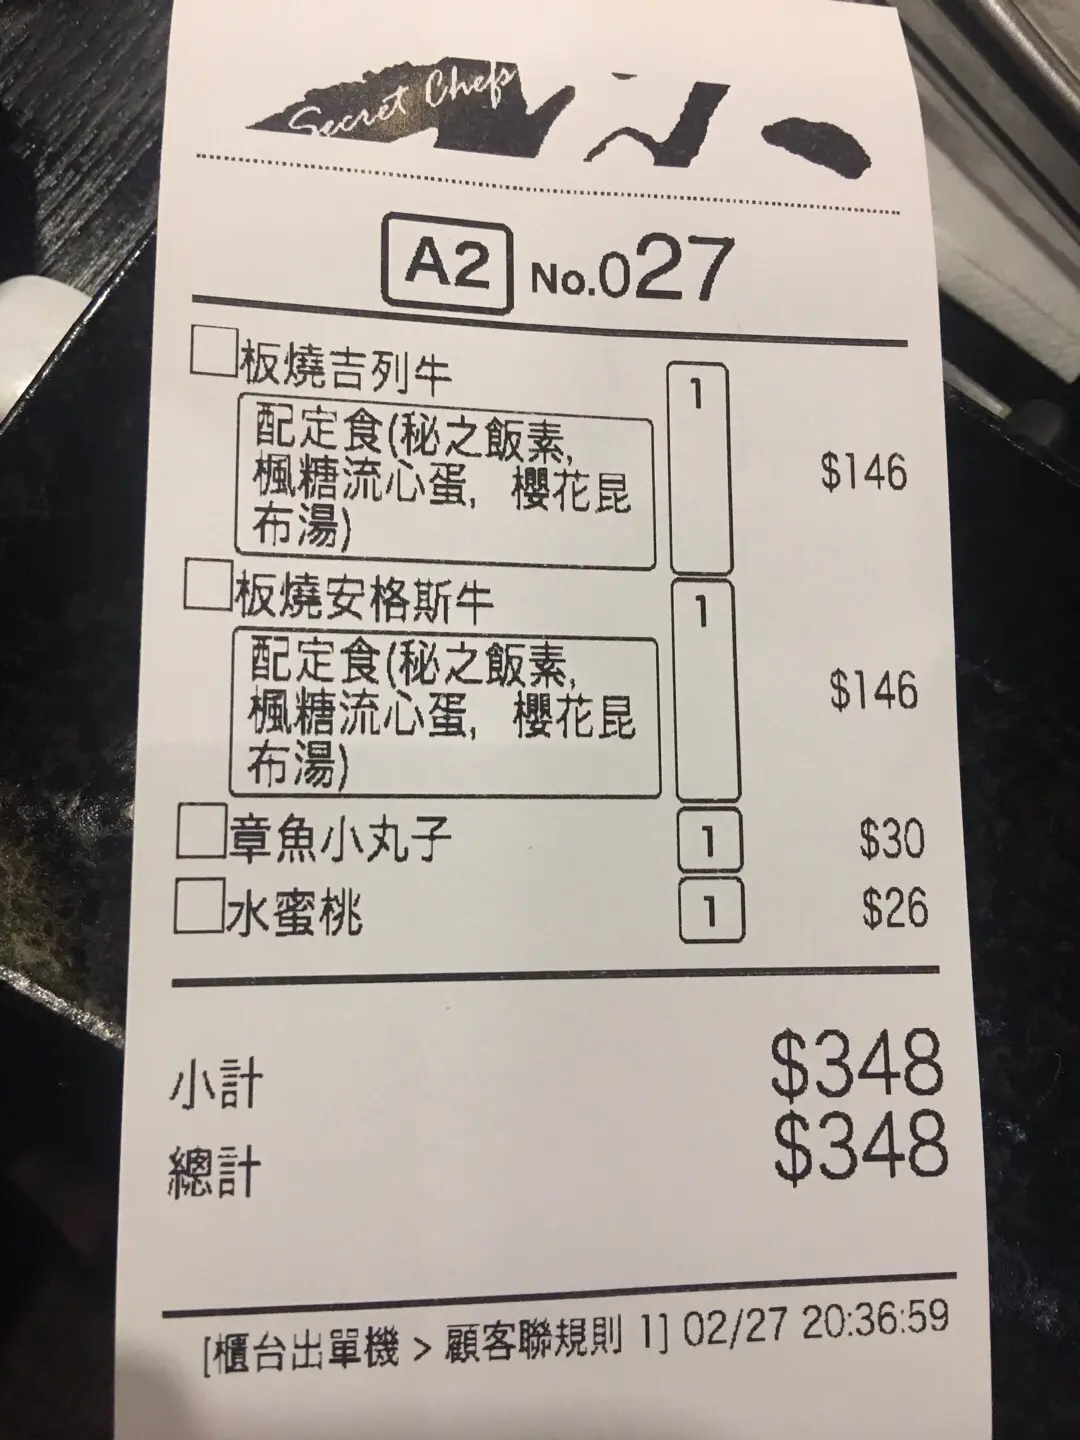 Secret Chefs
A2 No.027
板燒吉列牛 1
配定食(秘之飯素,
楓糖流心蛋, 櫻花昆 $146
布湯)
板燒安格斯牛 1
配定食(秘之飯素,
楓糖流心蛋, 櫻花昆 $146
布湯)
章魚小丸子 1 $30
水蜜桃 1 $26
小計 $348
總計 $348
[櫃台出單機 > 顧客聯規則 1] 02/27 20:36:59